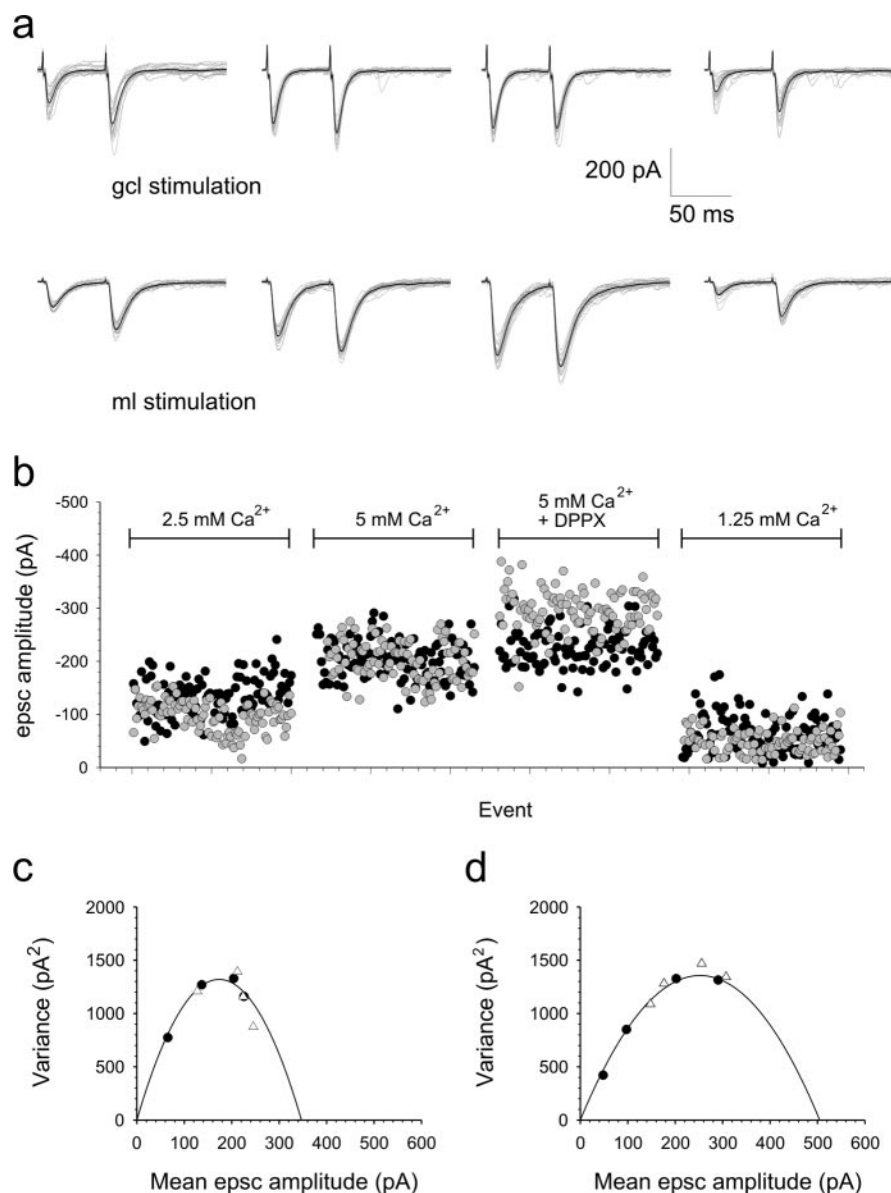 a
gcl stimulation
200 pA
50 ms
ml stimulation
b
epsc amplitude (pA)
-500
-400
-300
-200
-100
0
2.5 mM Ca2+
5 mM Ca2+
5 mM Ca2+
+ DPPX
1.25 mM Ca2+
Event
c
Variance (pA2)
2000
1500
1000
500
0
0 100 200 300 400 500 600
Mean epsc amplitude (pA)
d
Variance (pA2)
2000
1500
1000
500
0
0 100 200 300 400 500 600
Mean epsc amplitude (pA)